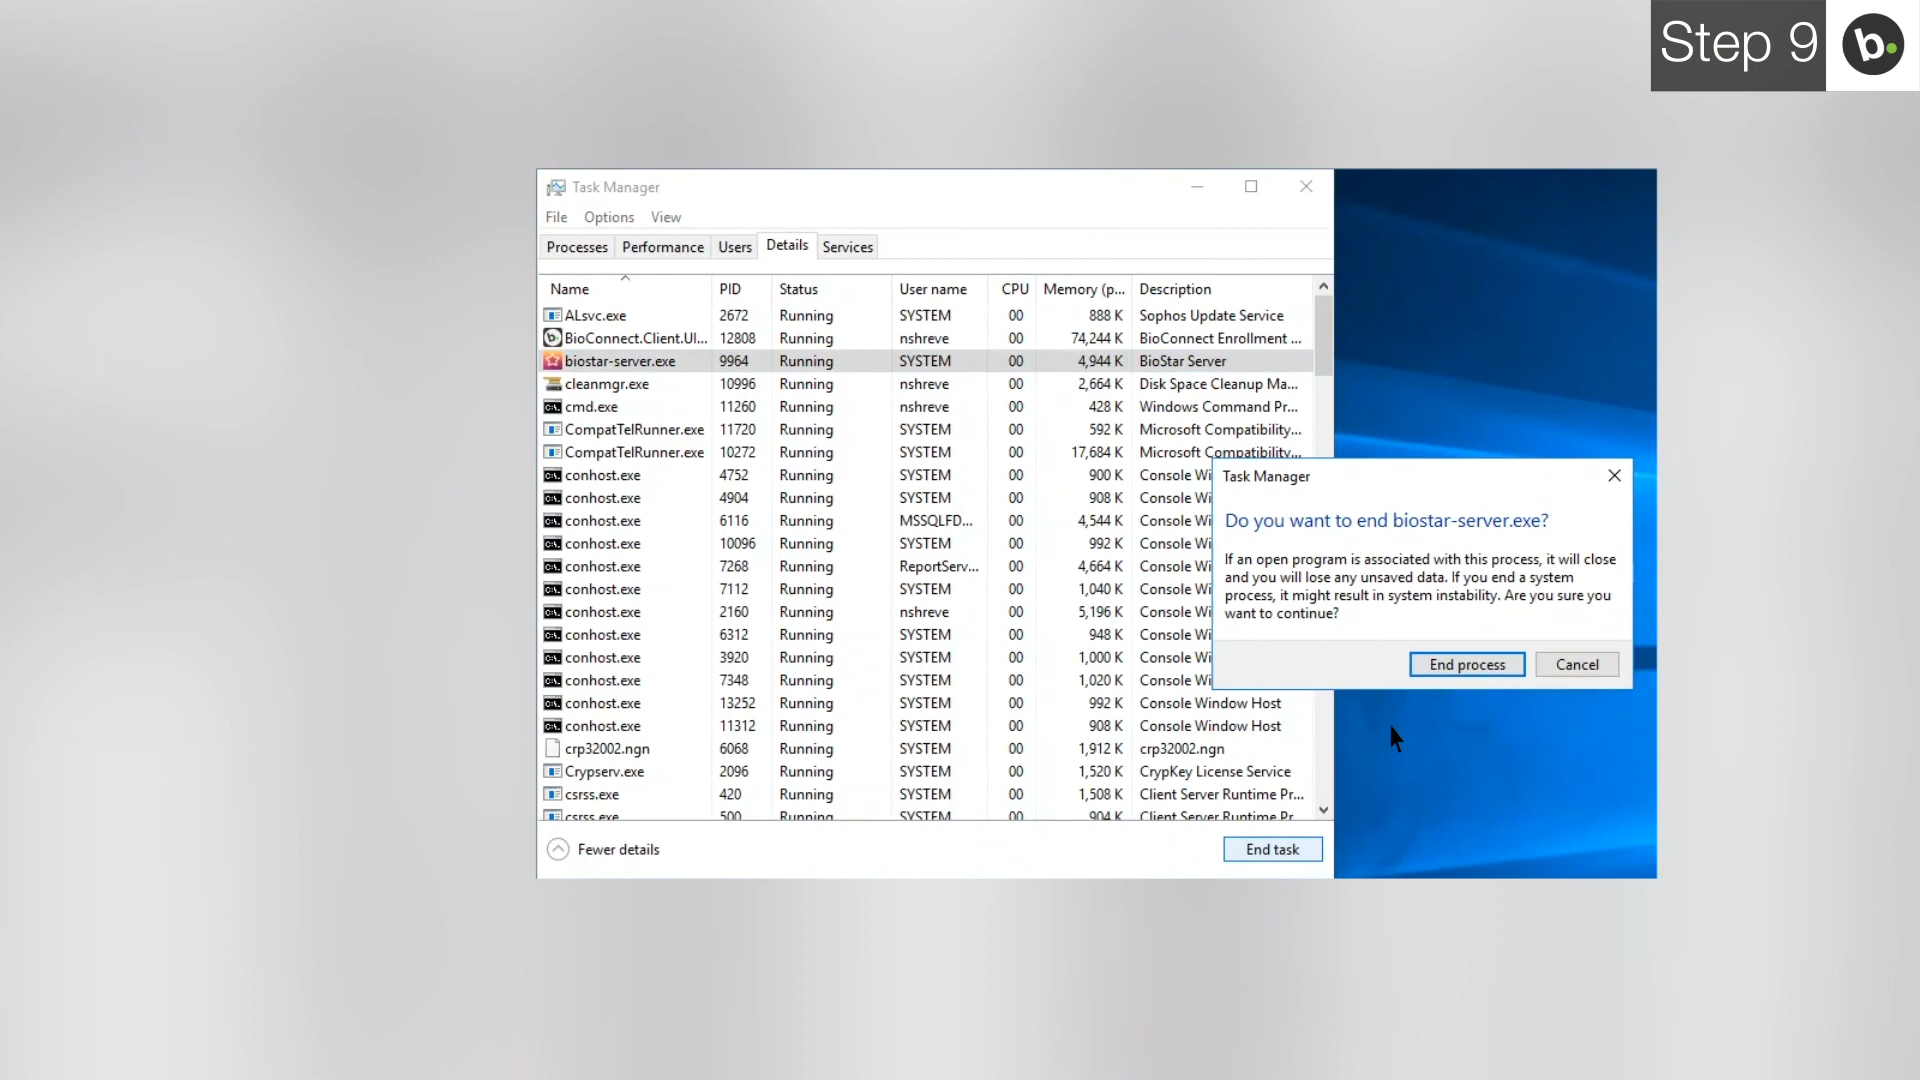 Step 9
b.
Task Manager
File Options View
Processes Performance Users Details Services
Name PID Status User name CPU Memory (p... Description
ALsvc.exe 2672 Running SYSTEM 00 888 K Sophos Update Service
BioConnect.Client.UI... 12808 Running nshreve 00 74,244 K BioConnect Enrollment ...
biostar-server.exe 9964 Running SYSTEM 00 4,944 K BioStar Server
cleanmgr.exe 10996 Running nshreve 00 2,664 K Disk Space Cleanup Ma...
cmd.exe 11260 Running nshreve 00 428 K Windows Command Pr...
CompatTelRunner.exe 11720 Running SYSTEM 00 592 K Microsoft Compatibility...
CompatTelRunner.exe 10272 Running SYSTEM 00 17,684 K Microsoft Compatibility...
conhost.exe 4752 Running SYSTEM 00 900 K Console Wi
conhost.exe 4904 Running SYSTEM 00 908 K Console Wi
conhost.exe 6116 Running MSSQLFD... 00 4,544 K Console Wi
conhost.exe 10096 Running SYSTEM 00 992 K Console Wi
conhost.exe 7268 Running ReportServ... 00 4,664 K Console Wi
conhost.exe 7112 Running SYSTEM 00 1,040 K Console Wi
conhost.exe 2160 Running nshreve 00 5,196 K Console Wi
conhost.exe 6312 Running SYSTEM 00 948 K Console Wi
conhost.exe 3920 Running SYSTEM 00 1,000 K Console Wi
conhost.exe 7348 Running SYSTEM 00 1,020 K Console Wi
conhost.exe 13252 Running SYSTEM 00 992 K Console Window Host
conhost.exe 11312 Running SYSTEM 00 908 K Console Window Host
crp32002.ngn 6068 Running SYSTEM 00 1,912 K crp32002.ngn
Crypserv.exe 2096 Running SYSTEM 00 1,520 K CrypKey License Service
csrss.exe 420 Running SYSTEM 00 1,508 K Client Server Runtime Pr...
csrss.exe 500 Running SYSTEM 00 904 K Client Server Runtime Pr
Fewer details
End task
Task Manager
Do you want to end biostar-server.exe?
If an open program is associated with this process, it will close
and you will lose any unsaved data. If you end a system
process, it might result in system instability. Are you sure you
want to continue?
End process Cancel